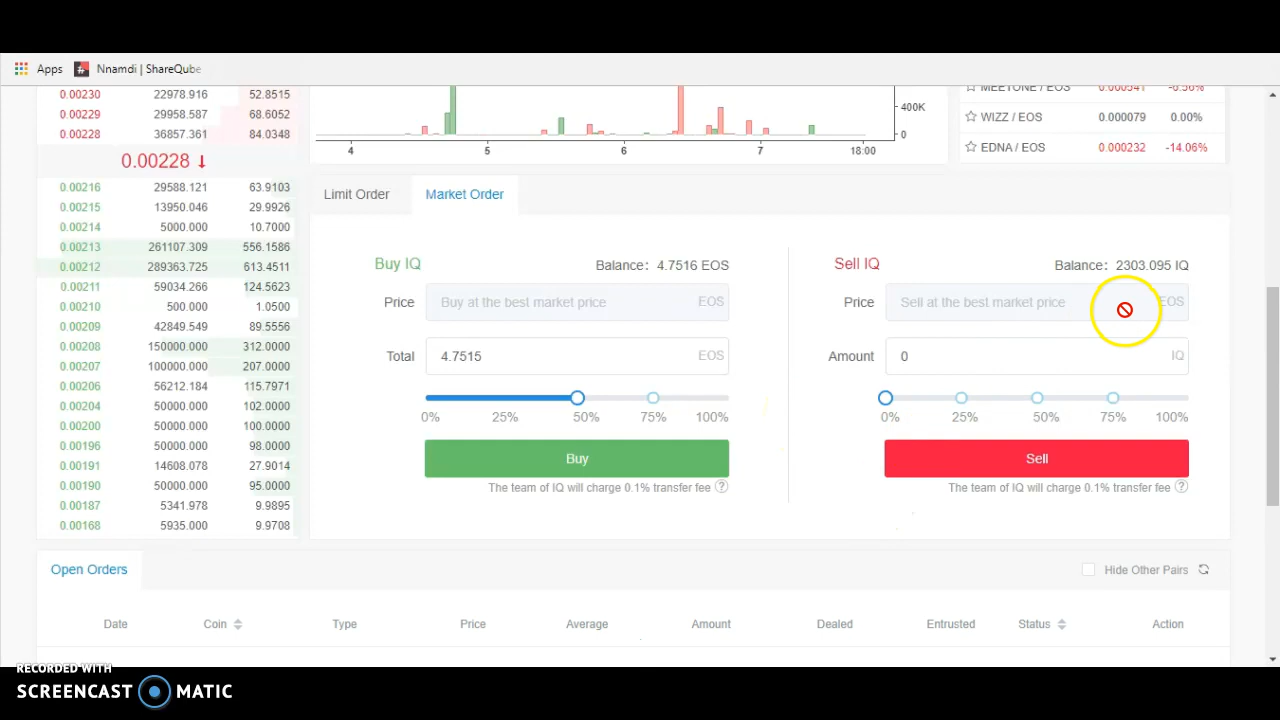 Apps Nnamdi | ShareQube
0.00230 22978.916 52.8515
0.00229 29958.587 68.6052
0.00228 36857.361 84.0348
0.00228 ↓
0.00216 29588.121 63.9103
0.00215 13950.046 29.9926
0.00214 5000.000 10.7000
0.00213 261107.309 556.1586
0.00212 289363.725 613.4511
0.00211 59034.266 124.5623
0.00210 500.000 1.0500
0.00209 42849.549 89.5556
0.00208 150000.000 312.0000
0.00207 100000.000 207.0000
0.00206 56212.184 115.7971
0.00204 50000.000 102.0000
0.00200 50000.000 100.0000
0.00196 50000.000 98.0000
0.00191 14608.078 27.9014
0.00190 50000.000 95.0000
0.00187 5341.978 9.9895
0.00168 5935.000 9.9708
400K
0
4 5 6 7 18:00
MEETONE / EOS 0.000541 -6.56%
WIZZ / EOS 0.000079 0.00%
EDNA / EOS 0.000232 -14.06%
Limit Order Market Order
Buy IQ Balance: 4.7516 EOS
Price Buy at the best market price EOS
Total 4.7515 EOS
0% 25% 50% 75% 100%
Buy
The team of IQ will charge 0.1% transfer fee ?
Sell IQ Balance: 2303.095 IQ
Price Sell at the best market price EOS
Amount 0 IQ
0% 25% 50% 75% 100%
Sell
The team of IQ will charge 0.1% transfer fee ?
Open Orders Hide Other Pairs
Date Coin Type Price Average Amount Dealed Entrusted Status Action
RECORDED WITH
SCREENCAST MATIC